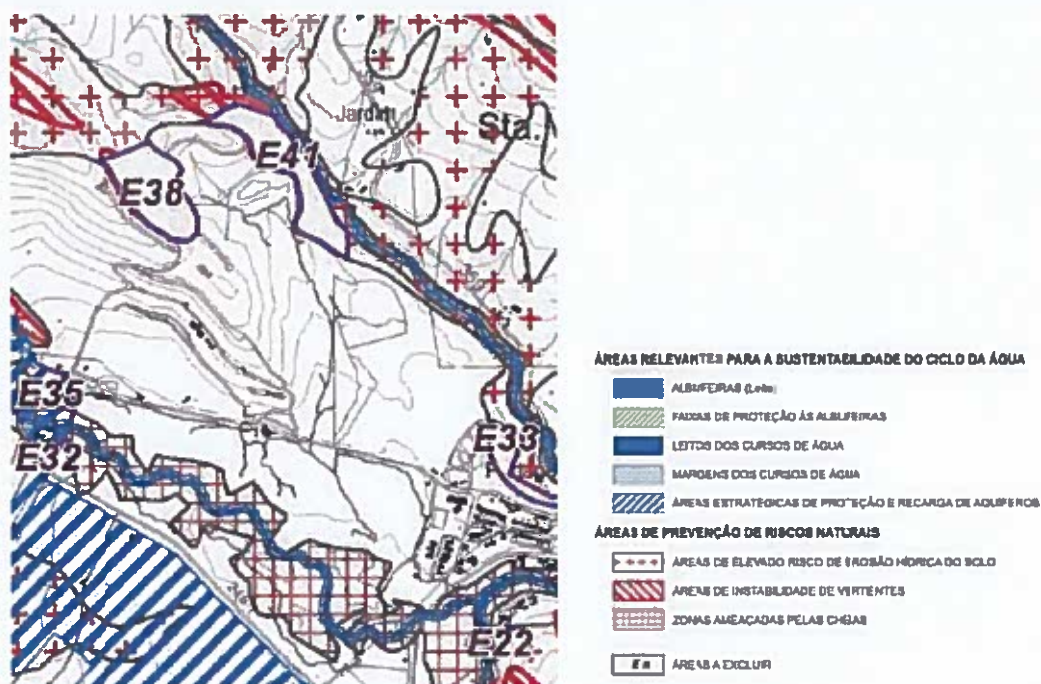 Jardim
Sta.
E41
E38
E35
E33
E32
E22
ÁREAS RELEVANTES PARA A SUSTENTABILIDADE DO CICLO DA ÁGUA
ALBUFEIRAS (Leito)
FAIXAS DE PROTEÇÃO ÀS ALBUFEIRAS
LEITOS DOS CURSOS DE ÁGUA
MARGENS DOS CURSOS DE ÁGUA
ÁREAS ESTRATÉGICAS DE PROTEÇÃO E RECARGA DE AQUÍFEROS
ÁREAS DE PREVENÇÃO DE RISCOS NATURAIS
ÁREAS DE ELEVADO RISCO DE EROSÃO HÍDRICA DO SOLO
ÁREAS DE INSTABILIDADE DE VERTENTES
ZONAS AMEAÇADAS PELAS CHEIAS
En ÁREAS A EXCLUIR